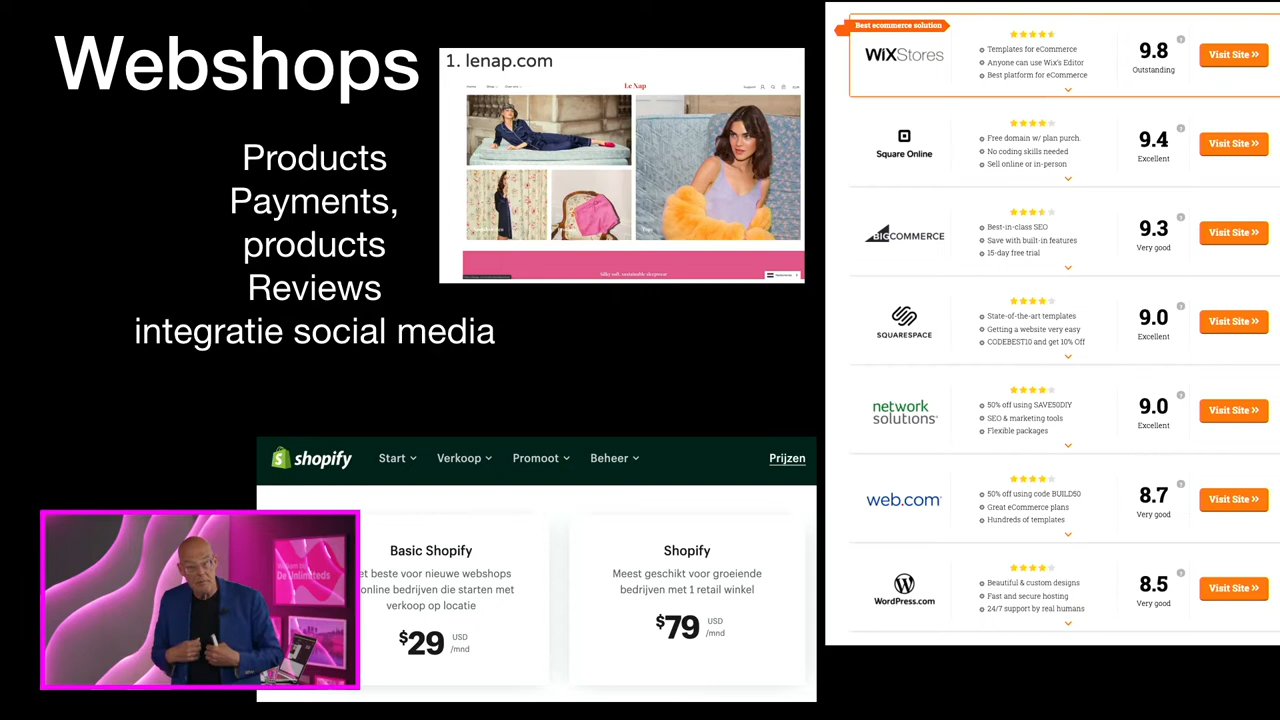 Webshops
Products
Payments,
products
Reviews
integratie social media
1. lenap.com
Le Nap
Silky soft, sustainable sleepwear
shopify
Start
Verkoop
Promoot
Beheer
Prijzen
Basic Shopify
et beste voor nieuwe webshops
online bedrijven die starten met
verkoop op locatie
$29 USD
/mnd
Shopify
Meest geschikt voor groeiende
bedrijven met 1 retail winkel
$79 USD
/mnd
De Unlimiteds
Best ecommerce solution
WiX Stores
Templates for eCommerce
Anyone can use Wix's Editor
Best platform for eCommerce
9.8
Outstanding
Visit Site
Square Online
Free domain w/ plan purch.
No coding skills needed
Sell online or in-person
9.4
Excellent
Visit Site
BIGCOMMERCE
Best-in-class SEO
Save with built-in features
15-day free trial
9.3
Very good
Visit Site
SQUARESPACE
State-of-the-art templates
Getting a website very easy
CODEBEST10 and get 10% Off
9.0
Excellent
Visit Site
network
solutions
50% off using SAVE50DIY
SEO & marketing tools
Flexible packages
9.0
Excellent
Visit Site
web.com
50% off using code BUILD50
Great eCommerce plans
Hundreds of templates
8.7
Very good
Visit Site
WordPress.com
Beautiful & custom designs
Fast and secure hosting
24/7 support by real humans
8.5
Very good
Visit Site